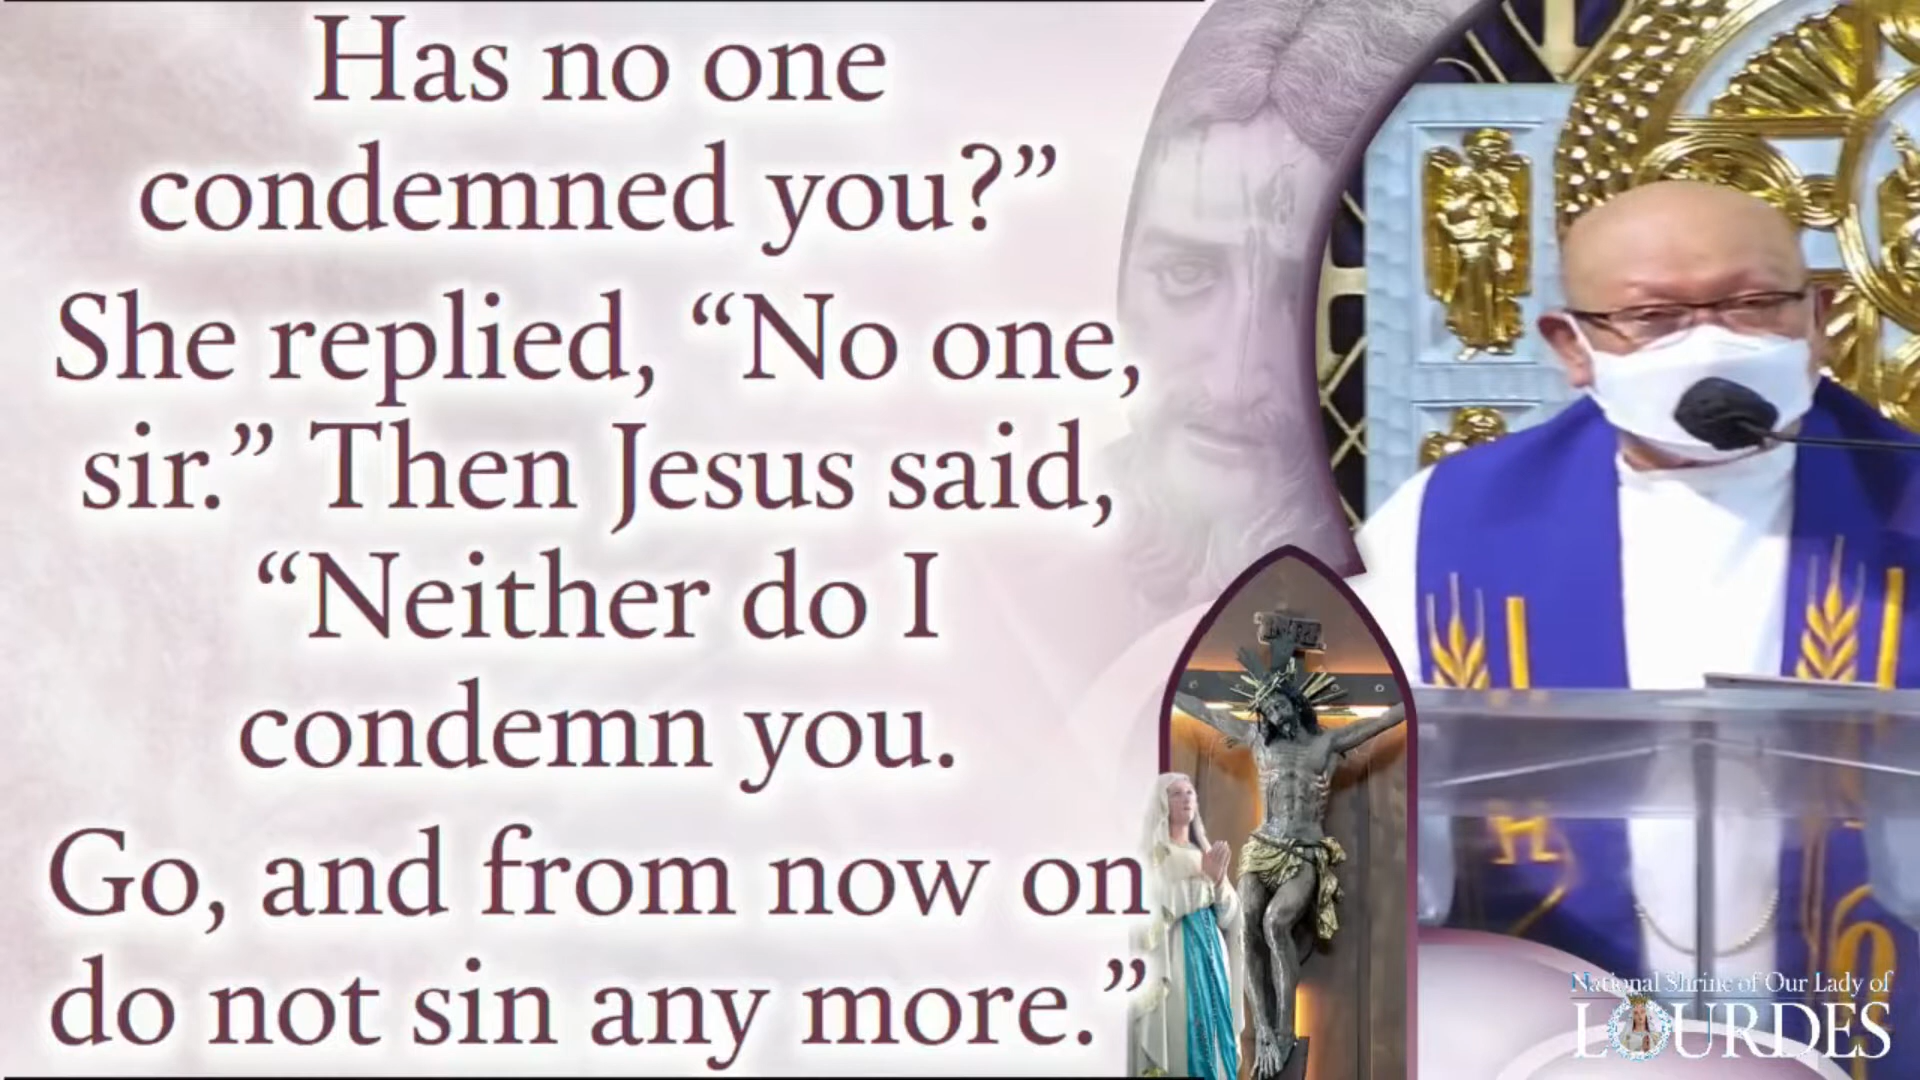 Has no one
condemned you?”
She replied, “No one,
sir.” Then Jesus said,
“Neither do I
condemn you.
Go, and from now on
do not sin any more.”
National Shrine of Our Lady of
LOURDES